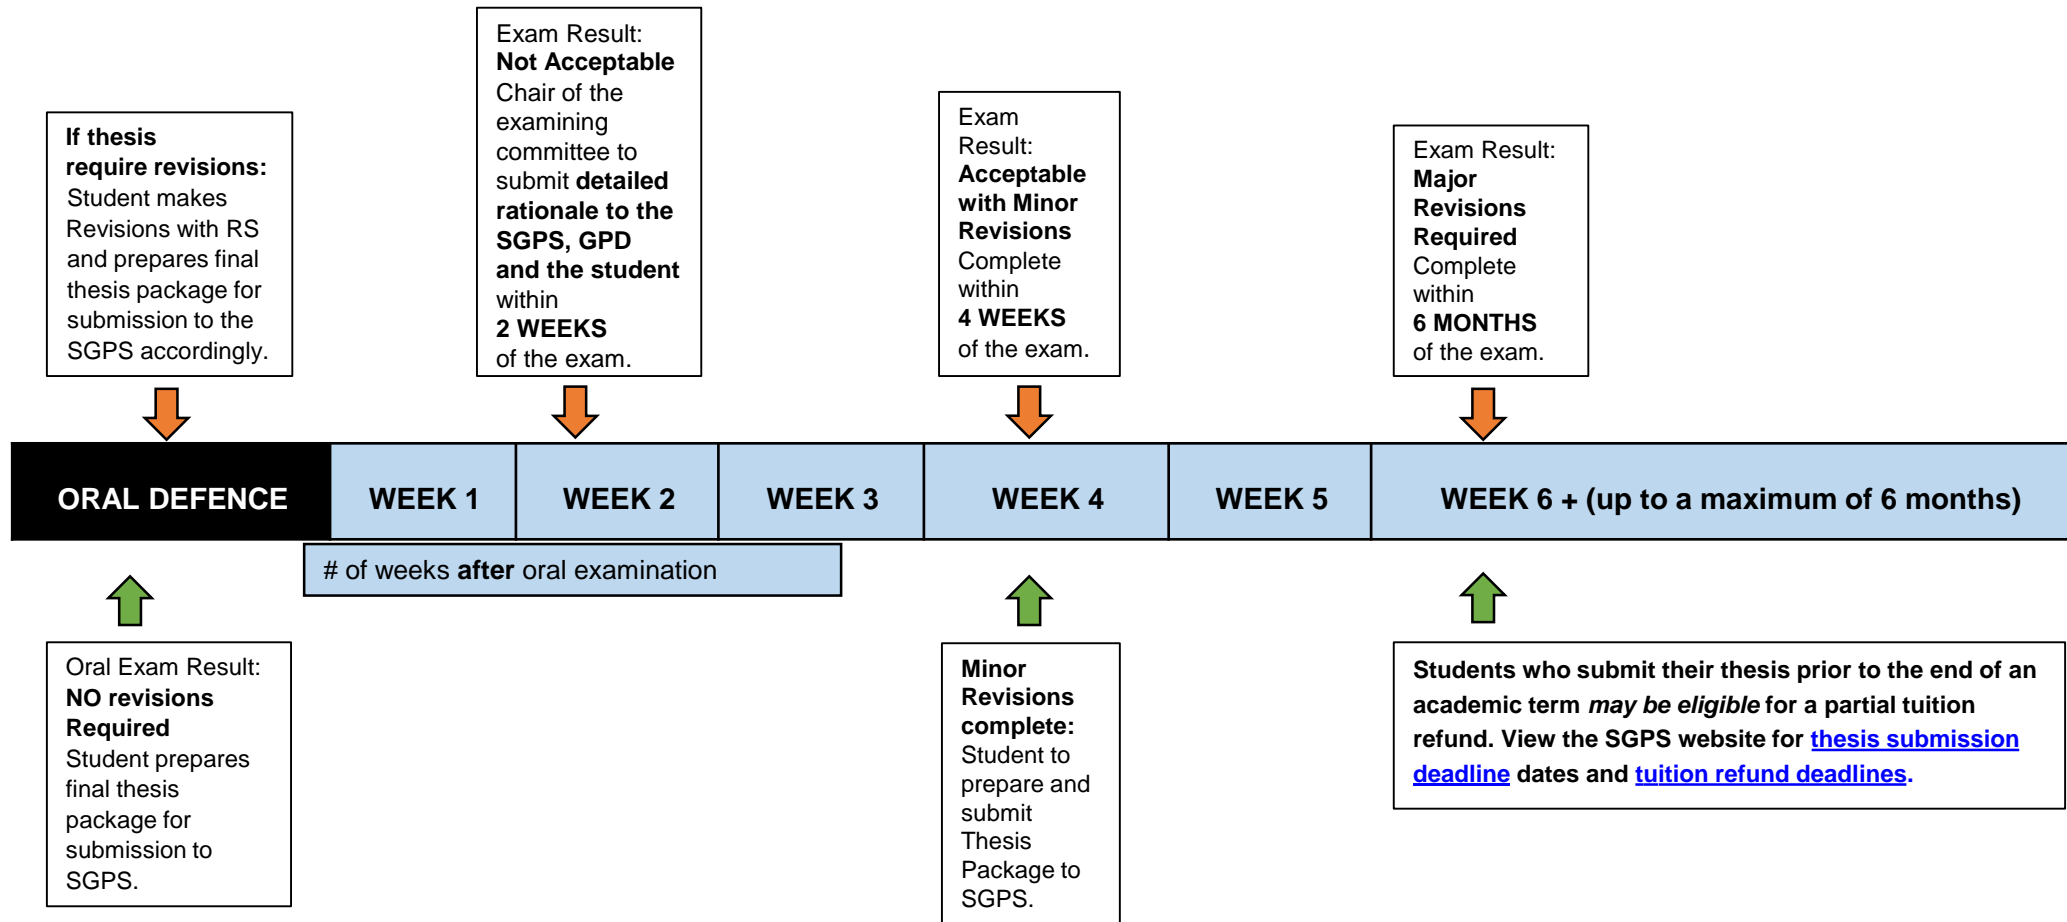 If thesis
require revisions:
Student makes
Revisions with RS
and prepares final
thesis package for
submission to the
SGPS accordingly.
Exam Result:
Not Acceptable
Chair of the
examining
committee to
submit detailed
rationale to the
SGPS, GPD
and the student
within
2 WEEKS
of the exam.
Exam
Result:
Acceptable
with Minor
Revisions
Complete
within
4 WEEKS
of the exam.
Exam Result:
Major
Revisions
Required
Complete
within
6 MONTHS
of the exam.
ORAL DEFENCE
WEEK 1
WEEK 2
WEEK 3
WEEK 4
WEEK 5
WEEK 6 + (up to a maximum of 6 months)
# of weeks after oral examination
Oral Exam Result:
NO revisions
Required
Student prepares
final thesis
package for
submission to
SGPS.
Minor
Revisions
complete:
Student to
prepare and
submit
Thesis
Package to
SGPS.
Students who submit their thesis prior to the end of an
academic term may be eligible for a partial tuition
refund. View the SGPS website for thesis submission
deadline dates and tuition refund deadlines.